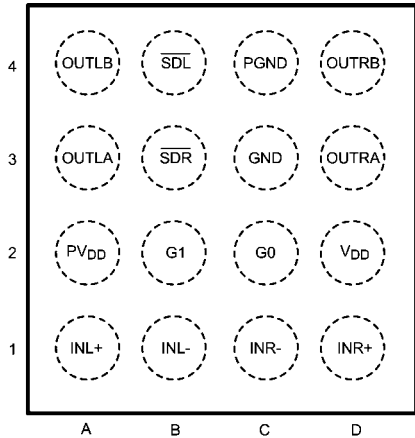 4 OUTLB SDL PGND OUTRB
3 OUTLA SDR GND OUTRA
2 PVDD G1 G0 VDD
1 INL+ INL- INR- INR+
A B C D